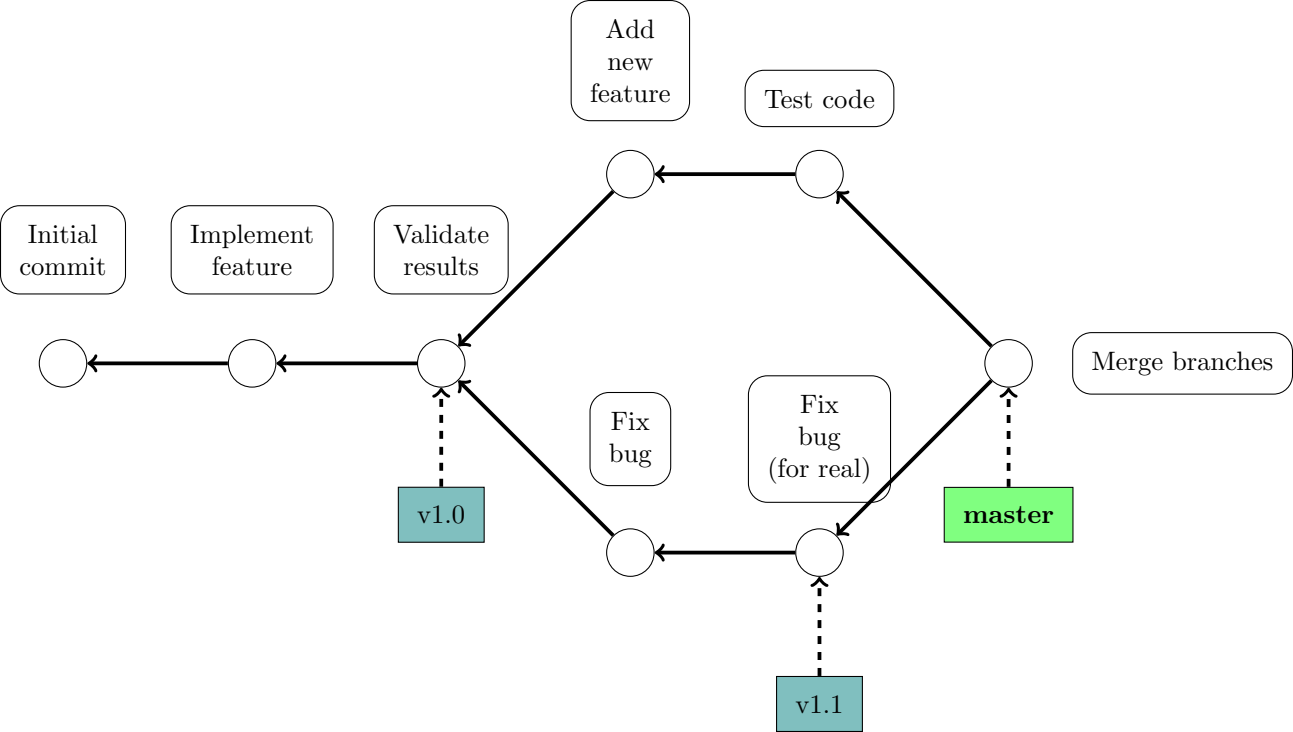 Add
new
feature
Test code
Initial
commit
Implement
feature
Validate
results
Merge branches
Fix
bug
Fix
bug
(for real)
v1.0
master
v1.1